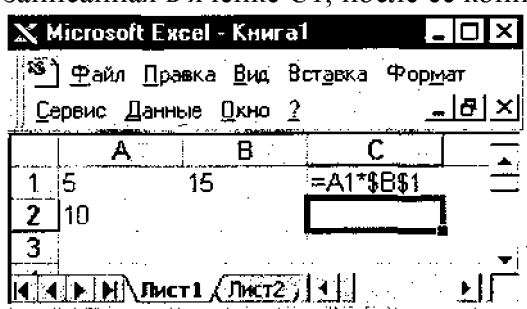 Microsoft Excel - Книга1
Файл Правка Вид Вставка Формат
Сервис Данные Окно ?
A B C
1 5 15 =A1*$B$1
2 10
3
Лист1 Лист2